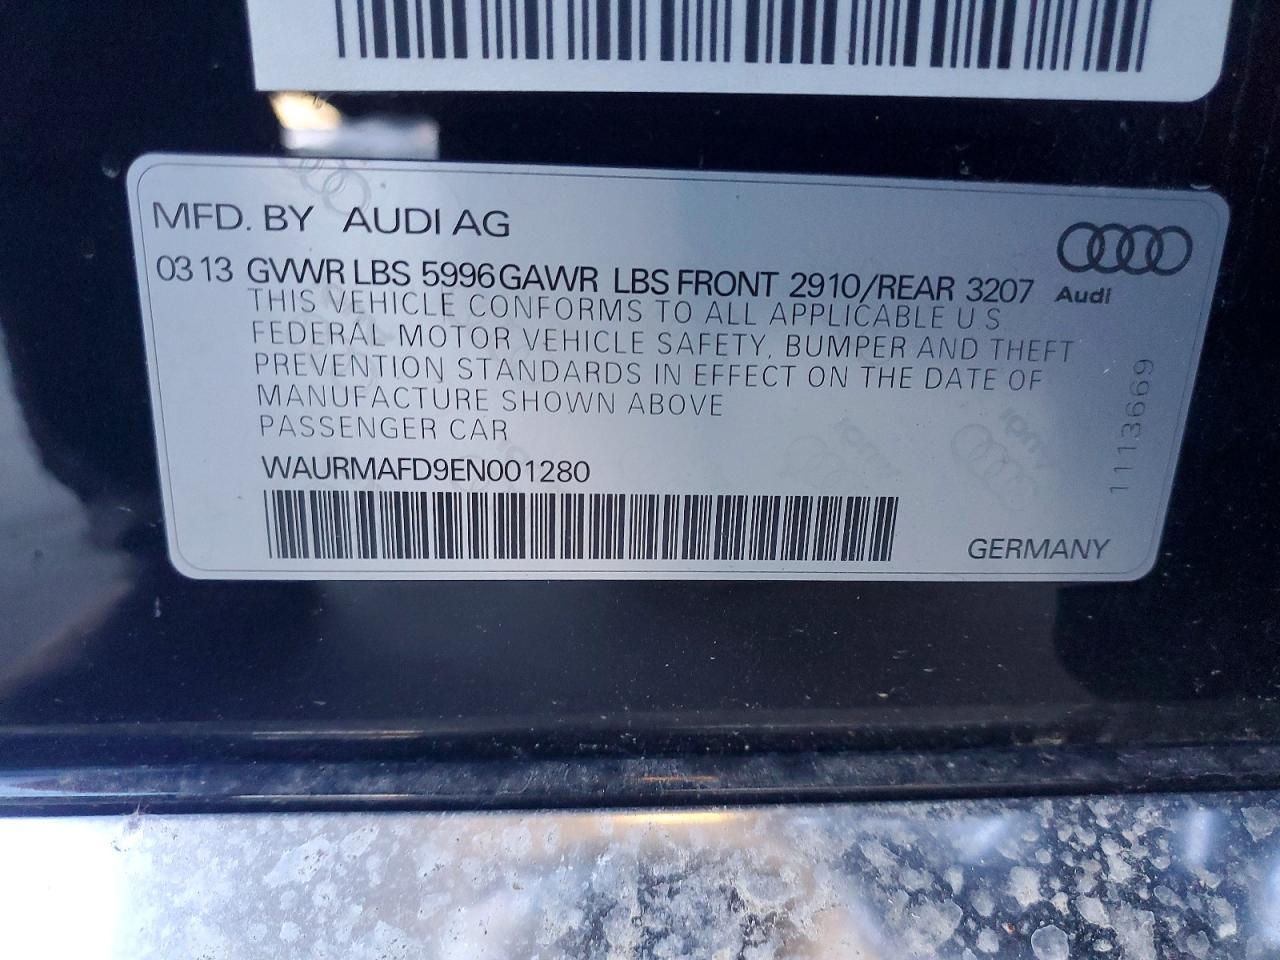 MFD. BY AUDI AG
03 13 GVWR LBS 5996 GAWR LBS FRONT 2910/REAR 3207
Audi
THIS VEHICLE CONFORMS TO ALL APPLICABLE U S
FEDERAL MOTOR VEHICLE SAFETY, BUMPER AND THEFT
PREVENTION STANDARDS IN EFFECT ON THE DATE OF
MANUFACTURE SHOWN ABOVE
PASSENGER CAR
WAURMAFD9EN001280
GERMANY
1113669